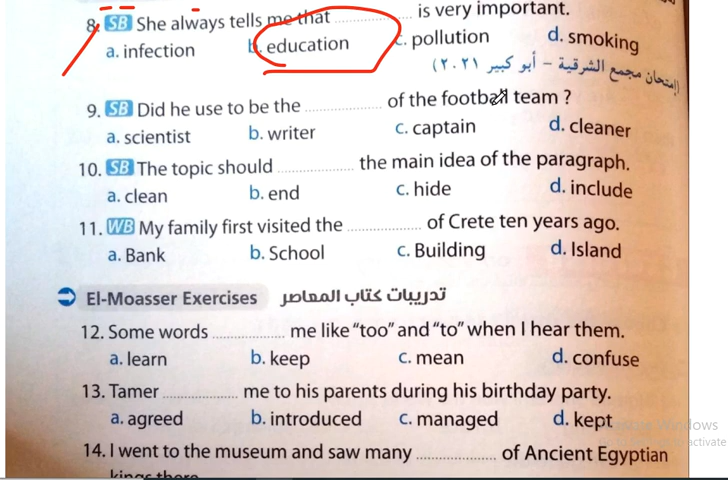 8. SB She always tells me that .................. is very important.
a. infection b. education c. pollution d. smoking
(امتحان مجمع الشرقية – أبو كبير ٢٠٢١)
9. SB Did he use to be the .................. of the football team ?
a. scientist b. writer c. captain d. cleaner
10. SB The topic should .................. the main idea of the paragraph.
a. clean b. end c. hide d. include
11. WB My family first visited the .................. of Crete ten years ago.
a. Bank b. School c. Building d. Island
El-Moasser Exercises تدريبات كتاب المعاصر
12. Some words .................. me like “too” and “to” when I hear them.
a. learn b. keep c. mean d. confuse
13. Tamer .................. me to his parents during his birthday party.
a. agreed b. introduced c. managed d. kept
14. I went to the museum and saw many .................. of Ancient Egyptian
kings there